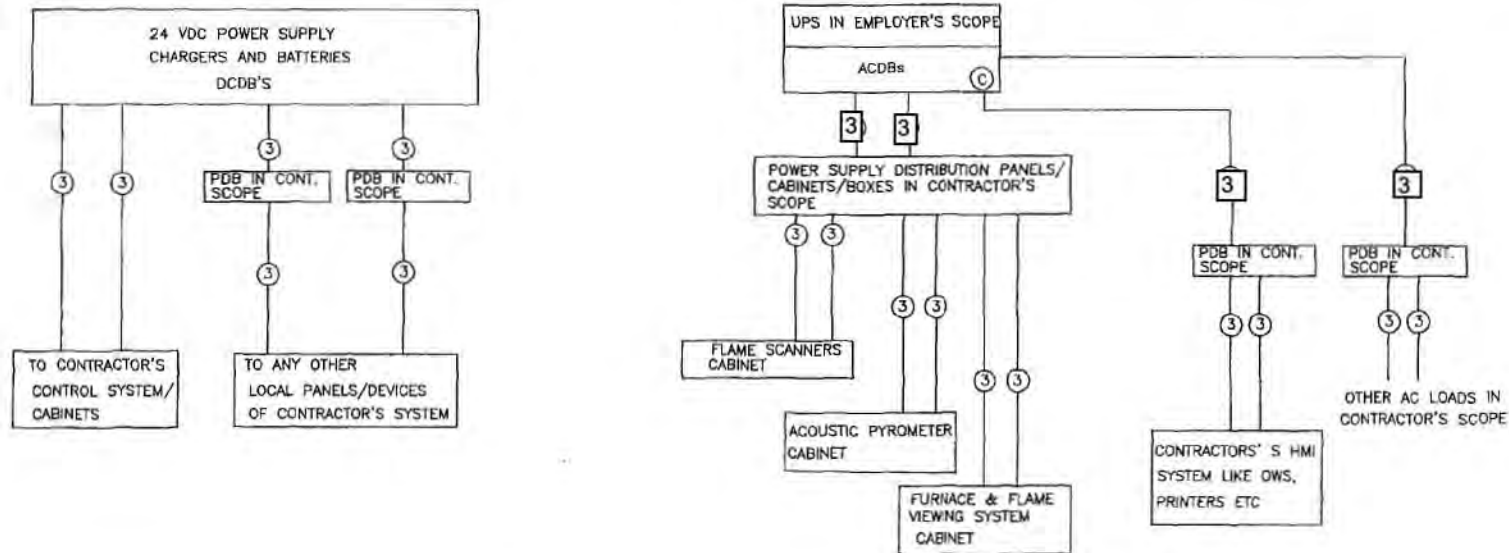 24 VDC POWER SUPPLY
CHARGERS AND BATTERIES
DCDB'S
3
3
3
3
PDB IN CONT.
SCOPE
PDB IN CONT.
SCOPE
3
3
TO CONTRACTOR'S
CONTROL SYSTEM/
CABINETS
TO ANY OTHER
LOCAL PANELS/DEVICES
OF CONTRACTOR'S SYSTEM
UPS IN EMPLOYER'S SCOPE
ACDBs
C
3
3
POWER SUPPLY DISTRIBUTION PANELS/
CABINETS/BOXES IN CONTRACTOR'S
SCOPE
3
3
3
3
3
3
FLAME SCANNERS
CABINET
ACOUSTIC PYROMETER
CABINET
FURNACE & FLAME
VIEWING SYSTEM
CABINET
3
3
PDB IN CONT.
SCOPE
PDB IN CONT.
SCOPE
3
3
3
3
CONTRACTORS' S HMI
SYSTEM LIKE OWS,
PRINTERS ETC
OTHER AC LOADS IN
CONTRACTOR'S SCOPE